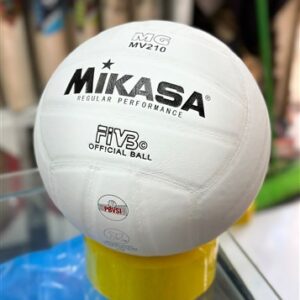 MG
MV210
MIKASA®
REGULAR PERFORMANCE
FIVB©
OFFICIAL BALL
PBVSI